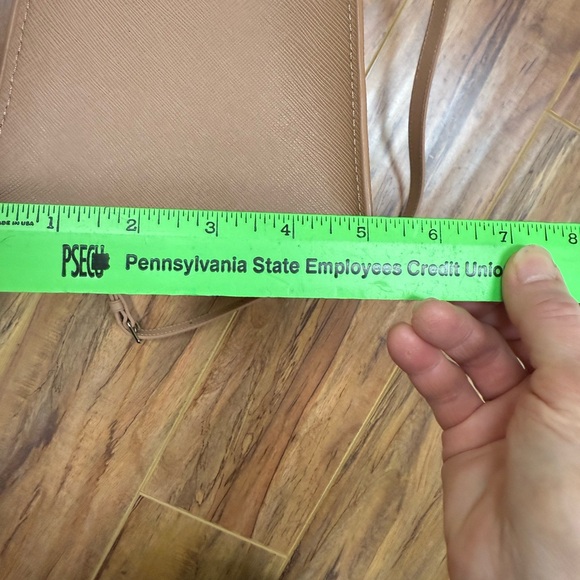 MADE IN USA
1 2 3 4 5 6 7 8
PSECU Pennsylvania State Employees Credit Unio